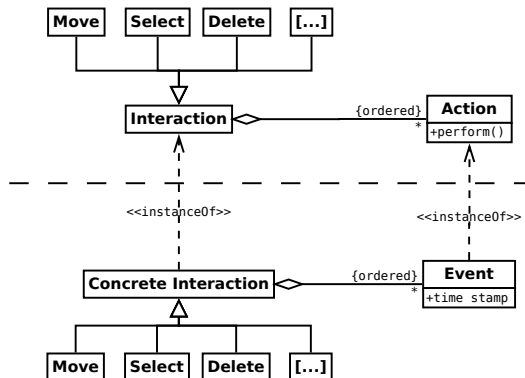 Move Select Delete [...]
Interaction {ordered} * Action
+perform()
<<instanceOf>> <<instanceOf>>
Concrete Interaction {ordered} * Event
+time stamp
Move Select Delete [...]